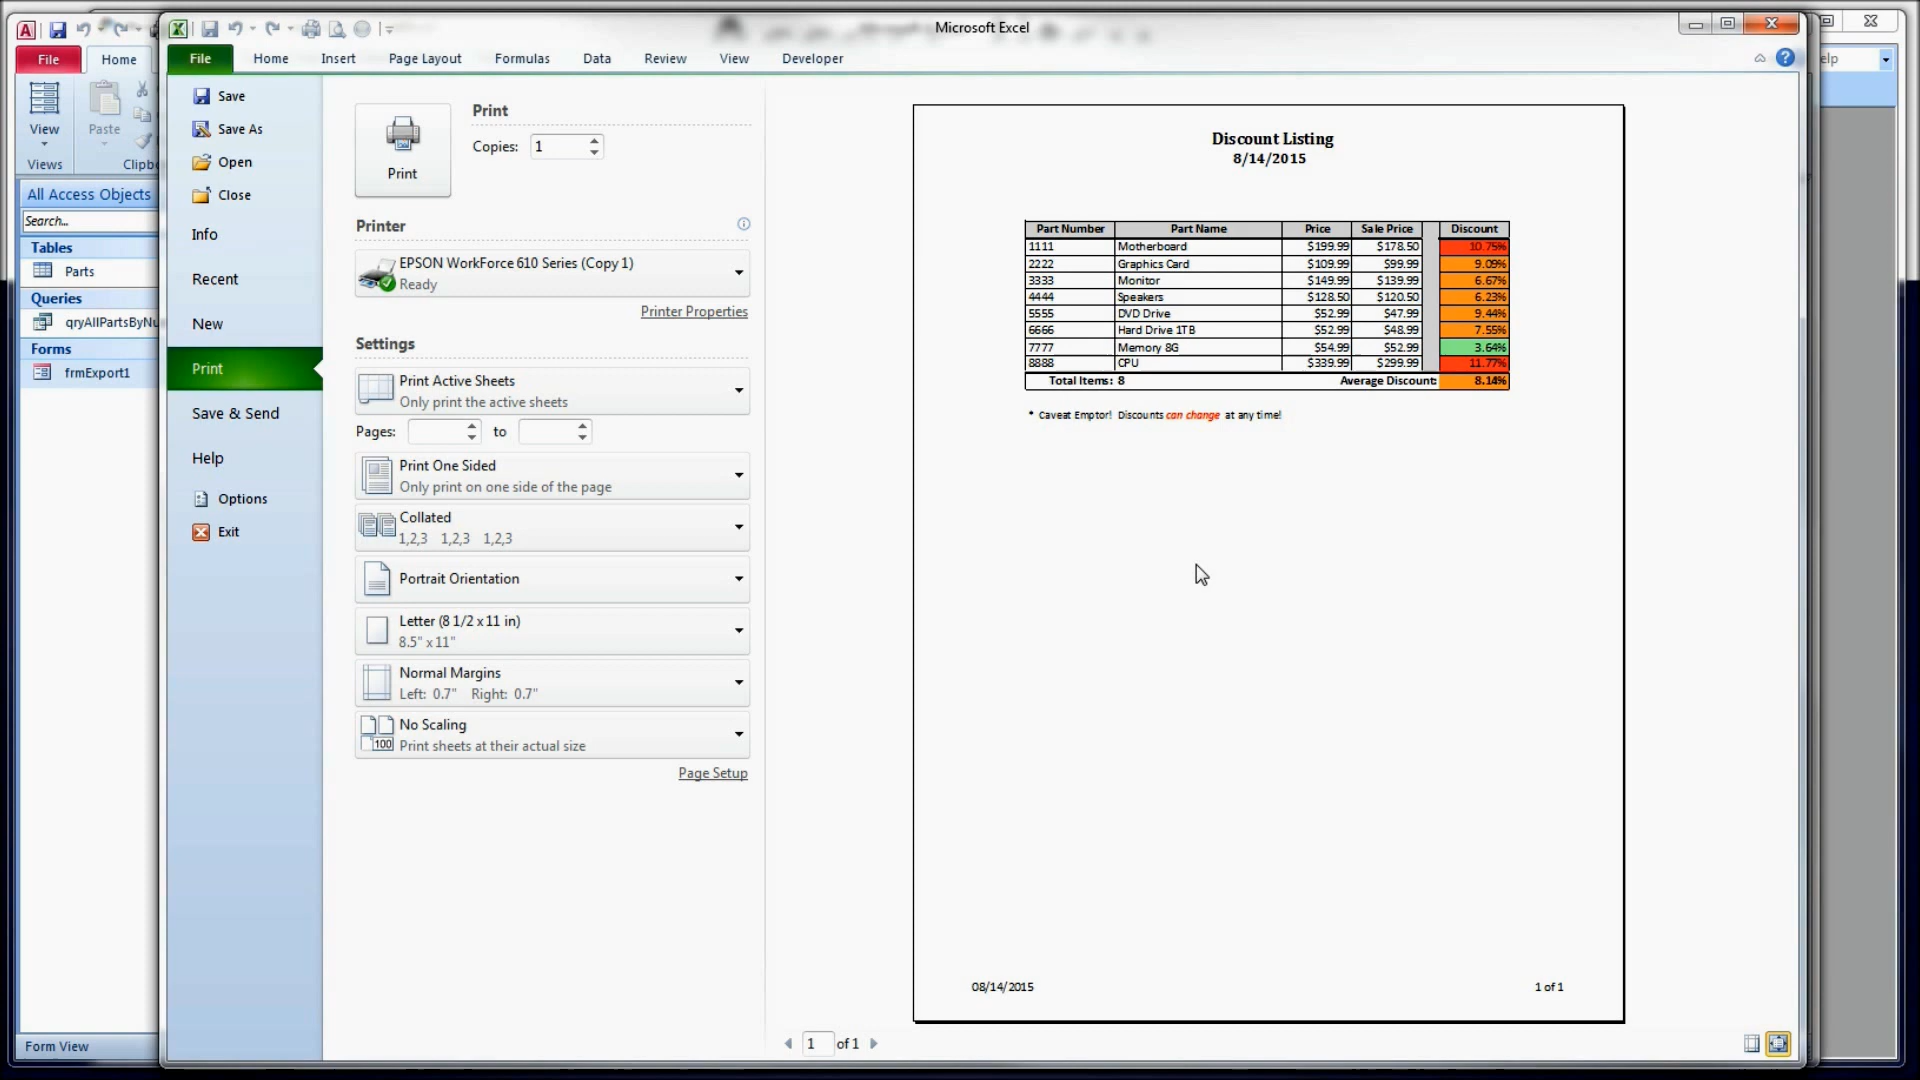 Microsoft Excel
File
Home
File
Home
Insert
Page Layout
Formulas
Data
Review
View
Developer
elp
View
Paste
Views
Clipbo
All Access Objects
Search...
Tables
Parts
Queries
qryAllPartsByNu
Forms
frmExport1
Form View
Save
Save As
Open
Close
Info
Recent
New
Print
Save & Send
Help
Options
Exit
Print
Print
Copies: 1
Printer
EPSON WorkForce 610 Series (Copy 1)
Ready
Printer Properties
Settings
Print Active Sheets
Only print the active sheets
Pages: to
Print One Sided
Only print on one side of the page
Collated
1,2,3 1,2,3 1,2,3
Portrait Orientation
Letter (8 1/2 x 11 in)
8.5" x 11"
Normal Margins
Left: 0.7" Right: 0.7"
100
No Scaling
Print sheets at their actual size
Page Setup
Discount Listing
8/14/2015
Part Number Part Name Price Sale Price Discount
1111 Motherboard $199.99 $178.50 10.75%
2222 Graphics Card $109.99 $99.99 9.09%
3333 Monitor $149.99 $139.99 6.67%
4444 Speakers $128.50 $120.50 6.23%
5555 DVD Drive $52.99 $47.99 9.44%
6666 Hard Drive 1TB $52.99 $48.99 7.55%
7777 Memory 8G $54.99 $52.99 3.64%
8888 CPU $339.99 $299.99 11.77%
Total Items: 8 Average Discount: 8.14%
* Caveat Emptor! Discounts can change at any time!
08/14/2015 1 of 1
1 of 1